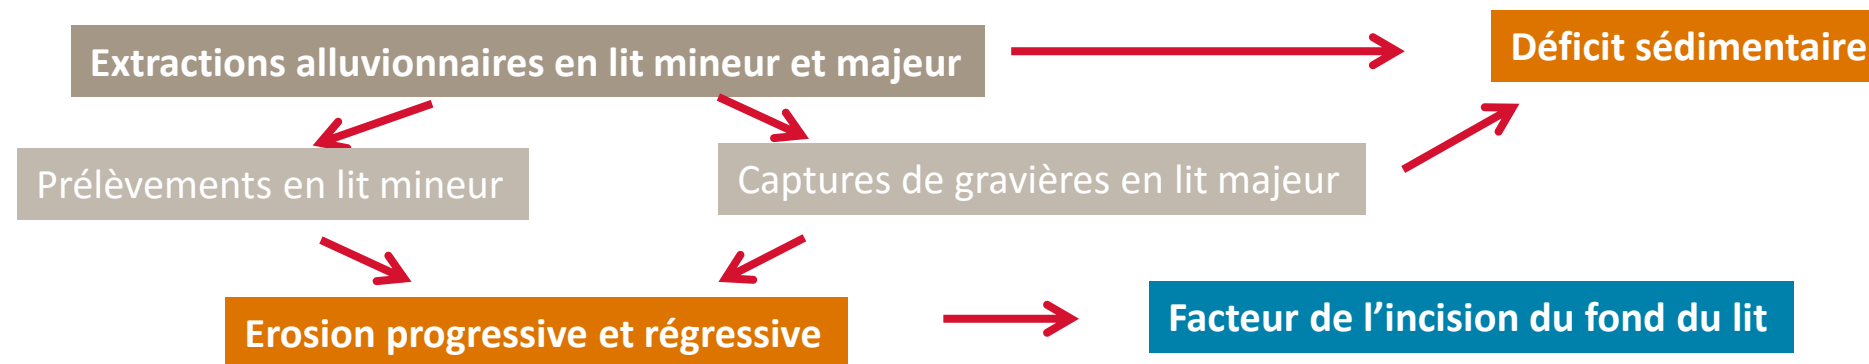 Extractions alluvionnaires en lit mineur et majeur
Déficit sédimentaire
Prélèvements en lit mineur
Captures de gravières en lit majeur
Erosion progressive et régressive
Facteur de l’incision du fond du lit